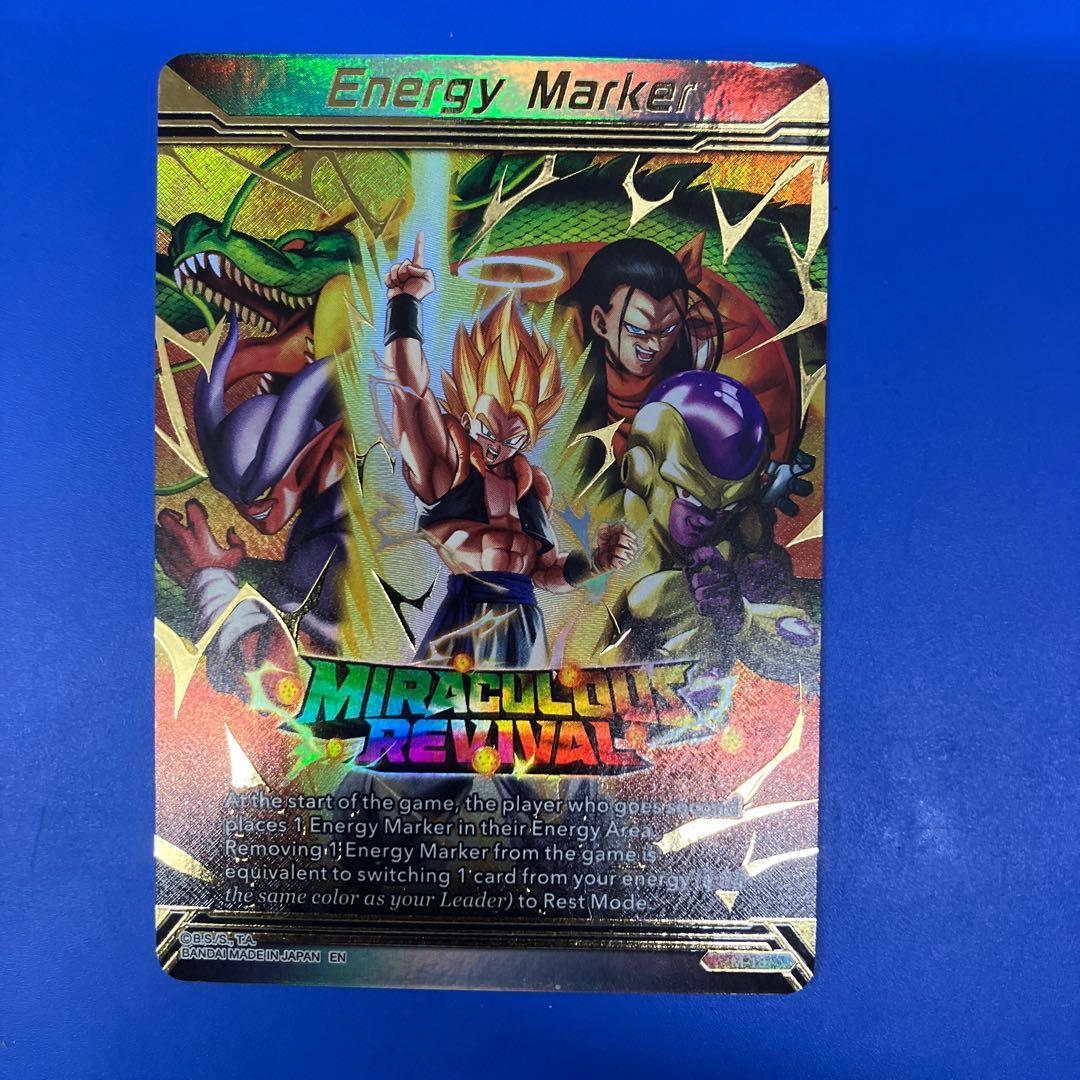 Energy Marker
MIRACULOUS
REVIVAL
At the start of the game, the player who goes second
places 1 Energy Marker in their Energy Area.
Removing 1 Energy Marker from the game is
equivalent to switching 1 card from your energy
the same color as your Leader) to Rest Mode.
©B.S./S., T.A.
BANDAI MADE IN JAPAN EN